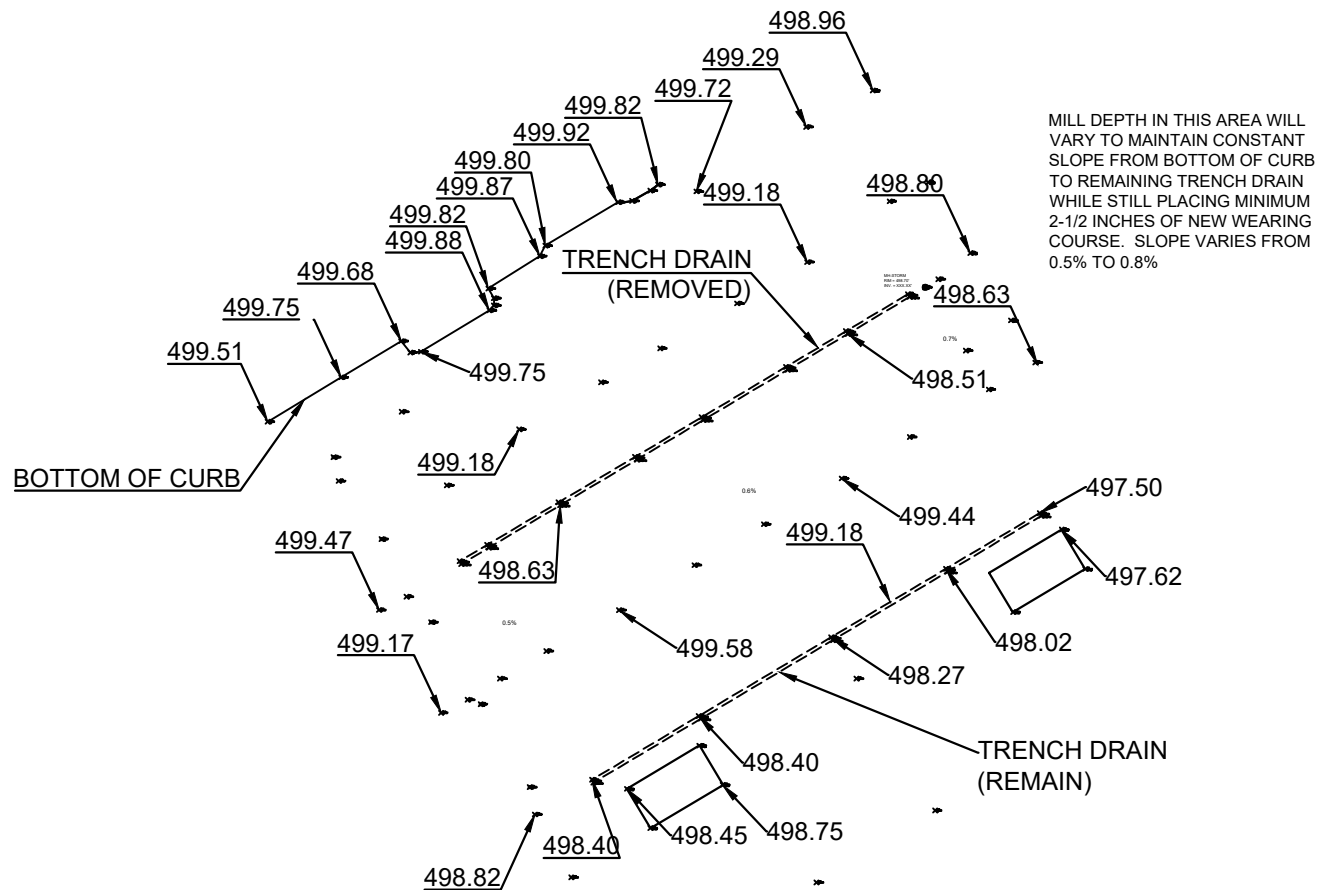 498.96
499.29
499.72
499.82
499.92
499.80
499.87
499.82
499.88
499.68
499.75
499.51
499.75
BOTTOM OF CURB
MILL DEPTH IN THIS AREA WILL
VARY TO MAINTAIN CONSTANT
SLOPE FROM BOTTOM OF CURB
TO REMAINING TRENCH DRAIN
WHILE STILL PLACING MINIMUM
2-1/2 INCHES OF NEW WEARING
COURSE. SLOPE VARIES FROM
0.5% TO 0.8%
499.18
498.80
TRENCH DRAIN
(REMOVED)
MH-STORM
498.63
0.7%
498.51
499.18
498.63
0.6%
499.44
497.50
499.18
497.62
499.47
0.5%
499.58
498.02
499.17
498.27
498.40
TRENCH DRAIN
(REMAIN)
498.40
498.45
498.75
498.82